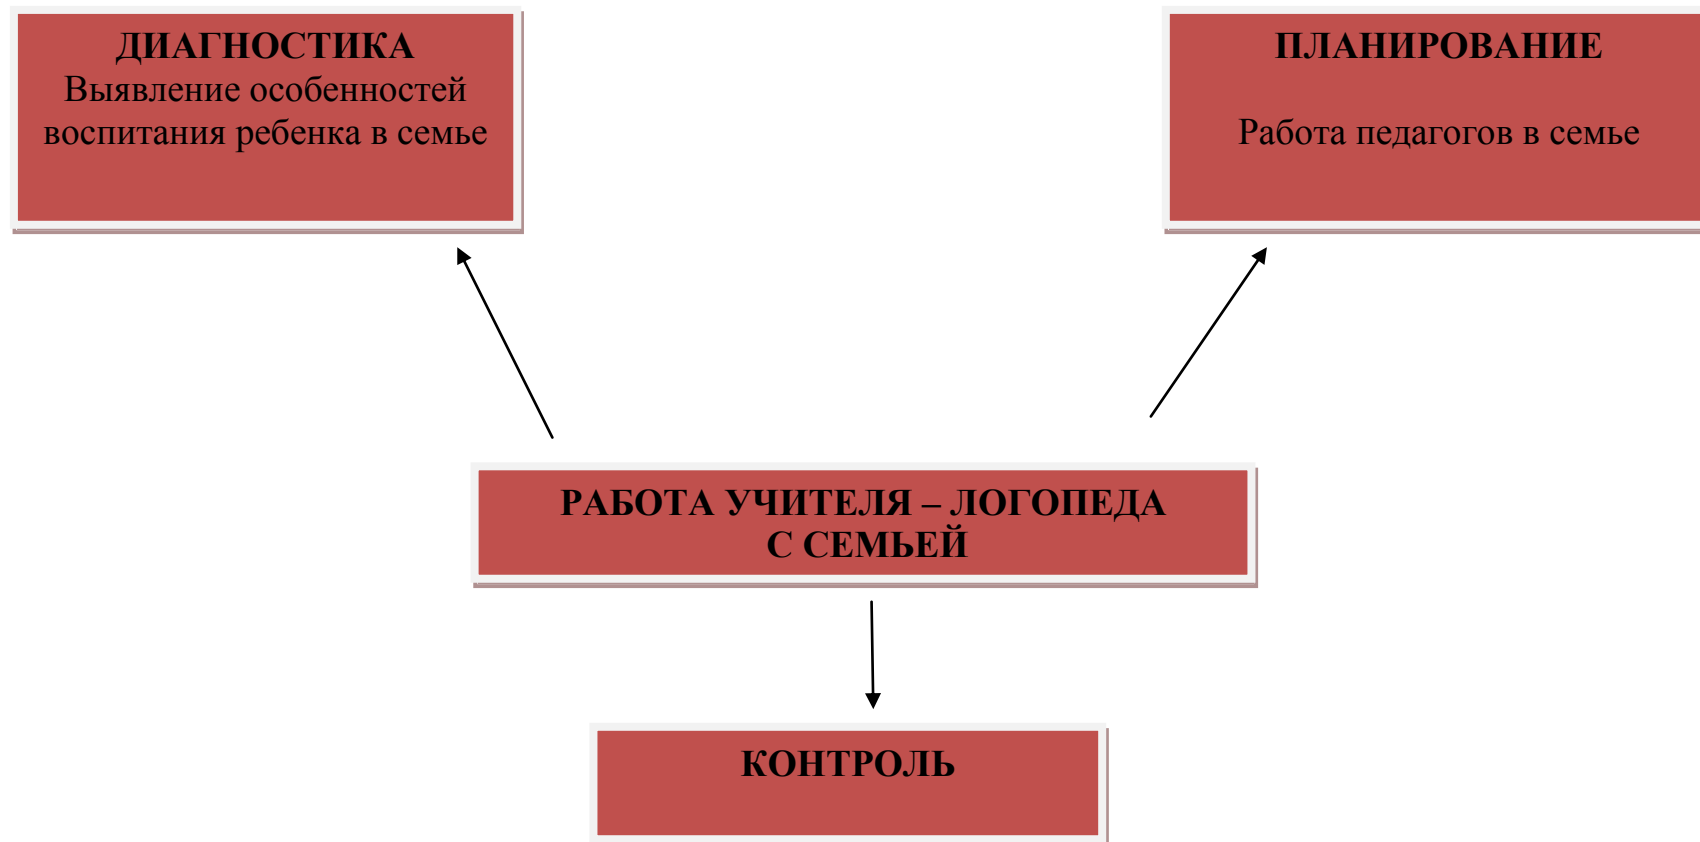 ДИАГНОСТИКА
Выявление особенностей
воспитания ребенка в семье
ПЛАНИРОВАНИЕ
Работа педагогов в семье
РАБОТА УЧИТЕЛЯ – ЛОГОПЕДА
С СЕМЬЕЙ
КОНТРОЛЬ